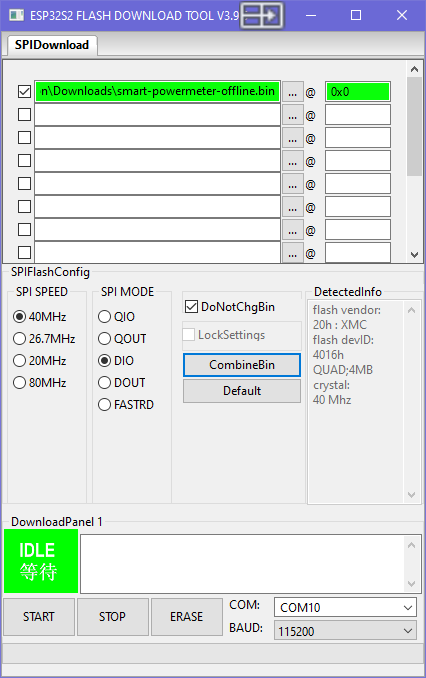 ESP32S2 FLASH DOWNLOAD TOOL V3.9
SPIDownload
n\Downloads\smart-powermeter-offline.bin ... @ 0x0
... @
... @
... @
... @
... @
... @
... @
SPIFlashConfig
SPI SPEED
40MHz
26.7MHz
20MHz
80MHz
SPI MODE
QIO
QOUT
DIO
DOUT
FASTRD
DoNotChgBin
LockSettings
CombineBin
Default
DetectedInfo
flash vendor:
20h : XMC
flash devID:
4016h
QUAD;4MB
crystal:
40 Mhz
DownloadPanel 1
IDLE
等待
START STOP ERASE
COM: COM10
BAUD: 115200